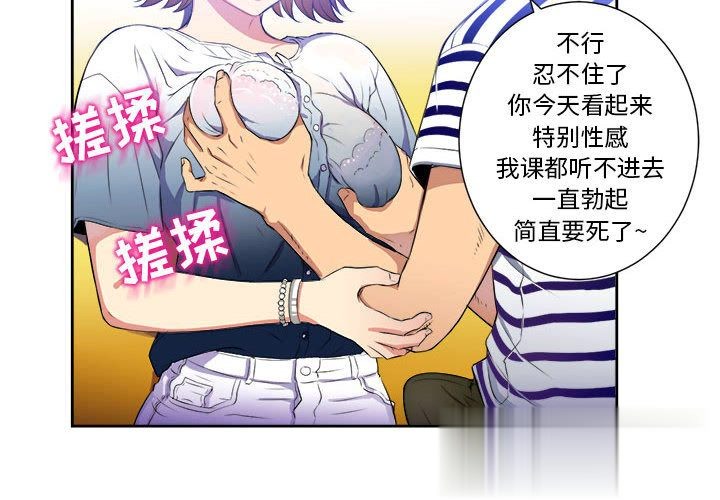 不行
忍不住了
你今天看起来
特别性感
我课都听不进去
一直勃起
简直要死了~
搓揉
搓揉